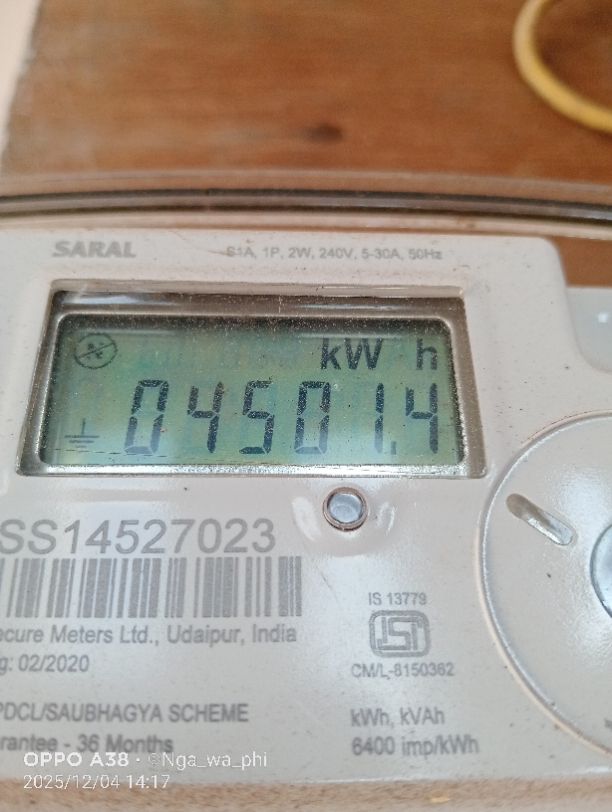 SARAL
S1A, 1P, 2W, 240V, 5-30A, 50Hz
kW h
04501.4
SS14527023
IS 13779
ecure Meters Ltd., Udaipur, India
g: 02/2020
CM/L-8150362
PDCL/SAUBHAGYA SCHEME
kWh, kVAh
rantee - 36 Months
6400 imp/kWh
OPPO A38 · ©Nga_wa_phi
2025/12/04 14:17